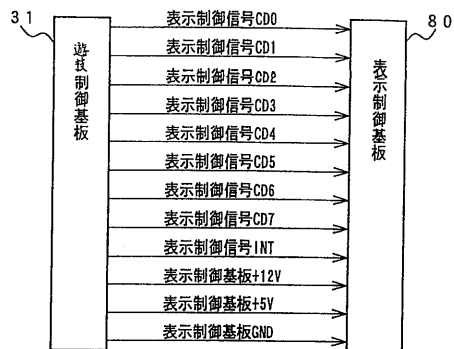 31
80
遊技制御基板
表示制御基板
表示制御信号CD0
表示制御信号CD1
表示制御信号CD2
表示制御信号CD3
表示制御信号CD4
表示制御信号CD5
表示制御信号CD6
表示制御信号CD7
表示制御信号INT
表示制御基板+12V
表示制御基板+5V
表示制御基板GND